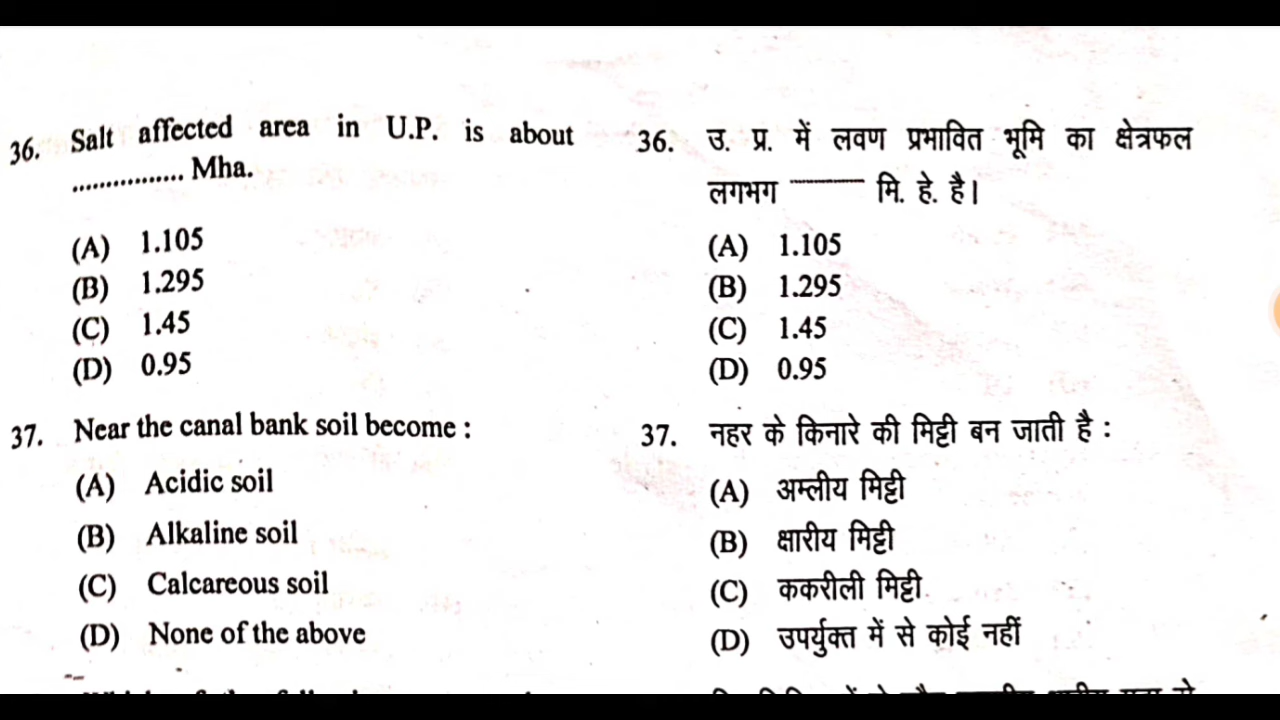 36. Salt affected area in U.P. is about
................ Mha.
(A) 1.105
(B) 1.295
(C) 1.45
(D) 0.95
37. Near the canal bank soil become :
(A) Acidic soil
(B) Alkaline soil
(C) Calcareous soil
(D) None of the above
36. उ. प्र. में लवण प्रभावित भूमि का क्षेत्रफल
लगभग ——— मि. हे. है।
(A) 1.105
(B) 1.295
(C) 1.45
(D) 0.95
37. नहर के किनारे की मिट्टी बन जाती है :
(A) अम्लीय मिट्टी
(B) क्षारीय मिट्टी
(C) ककरीली मिट्टी
(D) उपर्युक्त में से कोई नहीं